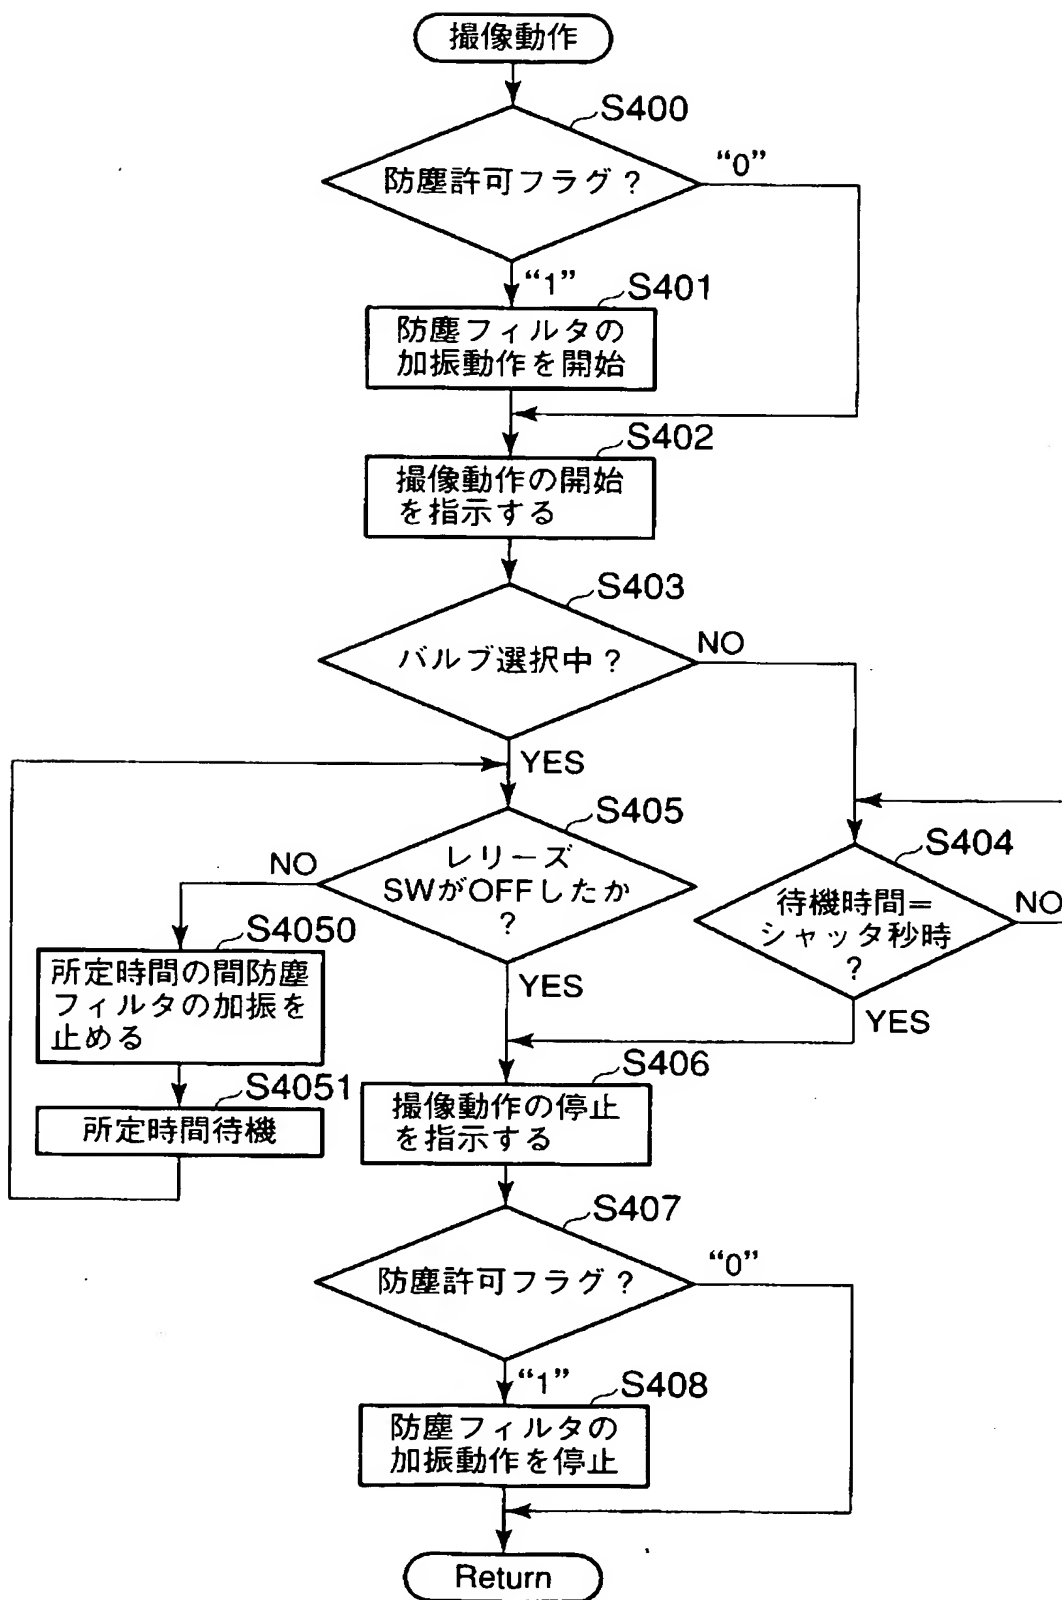 撮像動作
S400
防塵許可フラグ？
“0”
“1”
S401
防塵フィルタの
加振動作を開始
S402
撮像動作の開始
を指示する
S403
バルブ選択中？
NO
YES
S405
レリーズ
SWがOFFしたか
？
NO
YES
S404
待機時間=
シャッタ秒時
？
NO
YES
S4050
所定時間の間防塵
フィルタの加振を
止める
S4051
所定時間待機
S406
撮像動作の停止
を指示する
S407
防塵許可フラグ？
“0”
“1”
S408
防塵フィルタの
加振動作を停止
Return